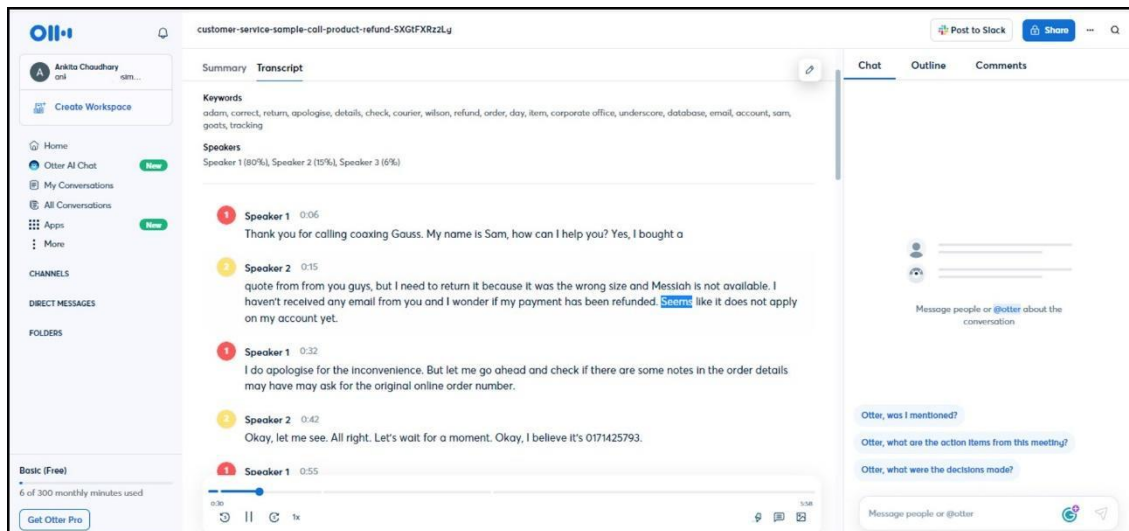 Otter
customer-service-sample-call-product-refund-SXGtFXRz2Lg
Post to Slack
Share
A
Ankita Chaudhary
Create Workspace
Home
Otter AI Chat New
My Conversations
All Conversations
Apps New
More
CHANNELS
DIRECT MESSAGES
FOLDERS
Basic (Free)
6 of 300 monthly minutes used
Get Otter Pro
Summary Transcript
Keywords
adam, correct, return, apologise, details, check, courier, wilson, refund, order, day, item, corporate office, underscore, database, email, account, sam,
goats, tracking
Speakers
Speaker 1 (80%), Speaker 2 (15%), Speaker 3 (6%)
1 Speaker 1 0:06
Thank you for calling coaxing Gauss. My name is Sam, how can I help you? Yes, I bought a
2 Speaker 2 0:15
quote from from you guys, but I need to return it because it was the wrong size and Messiah is not available. I
haven't received any email from you and I wonder if my payment has been refunded. Seems like it does not apply
on my account yet.
1 Speaker 1 0:32
I do apologise for the inconvenience. But let me go ahead and check if there are some notes in the order details
may have may ask for the original online order number.
2 Speaker 2 0:42
Okay, let me see. All right. Let's wait for a moment. Okay, I believe it's 0171425793.
1 Speaker 1 0:55
0:30 5:58
1x
Chat Outline Comments
Message people or @otter about the
conversation
Otter, was I mentioned?
Otter, what are the action items from this meeting?
Otter, what were the decisions made?
Message people or @otter